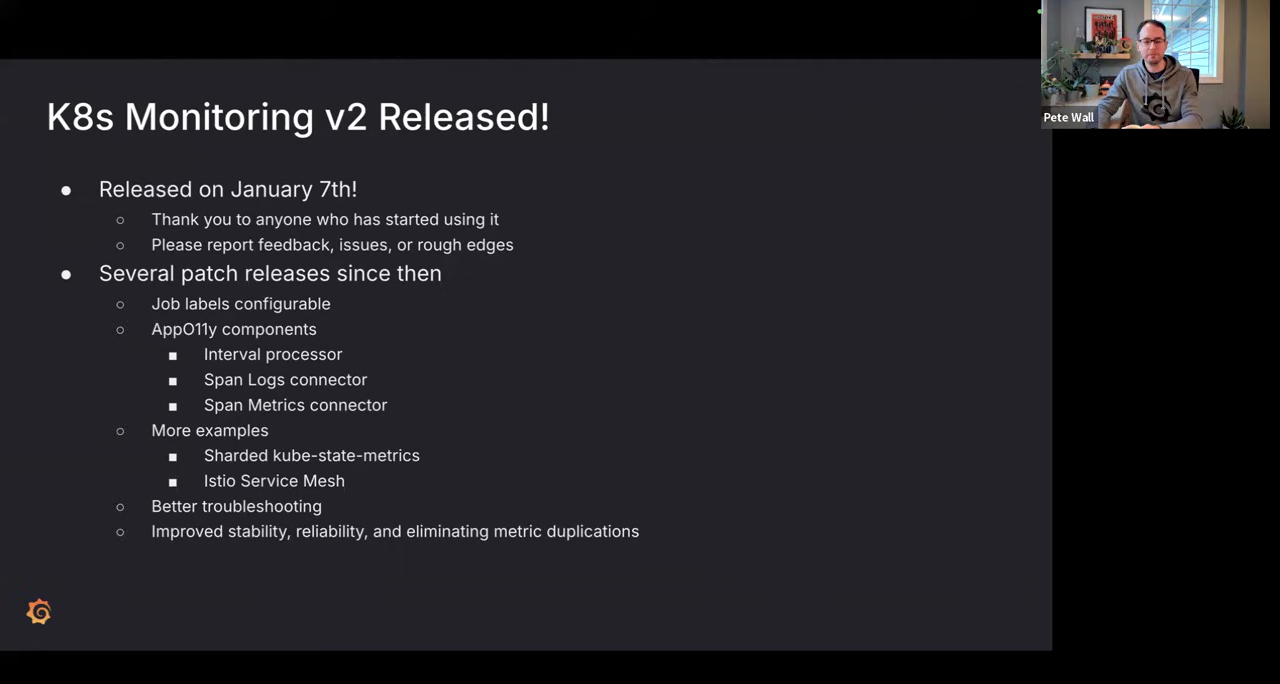 K8s Monitoring v2 Released!
● Released on January 7th!
○ Thank you to anyone who has started using it
○ Please report feedback, issues, or rough edges
● Several patch releases since then
○ Job labels configurable
○ AppO11y components
■ Interval processor
■ Span Logs connector
■ Span Metrics connector
○ More examples
■ Sharded kube-state-metrics
■ Istio Service Mesh
○ Better troubleshooting
○ Improved stability, reliability, and eliminating metric duplications
Pete Wall